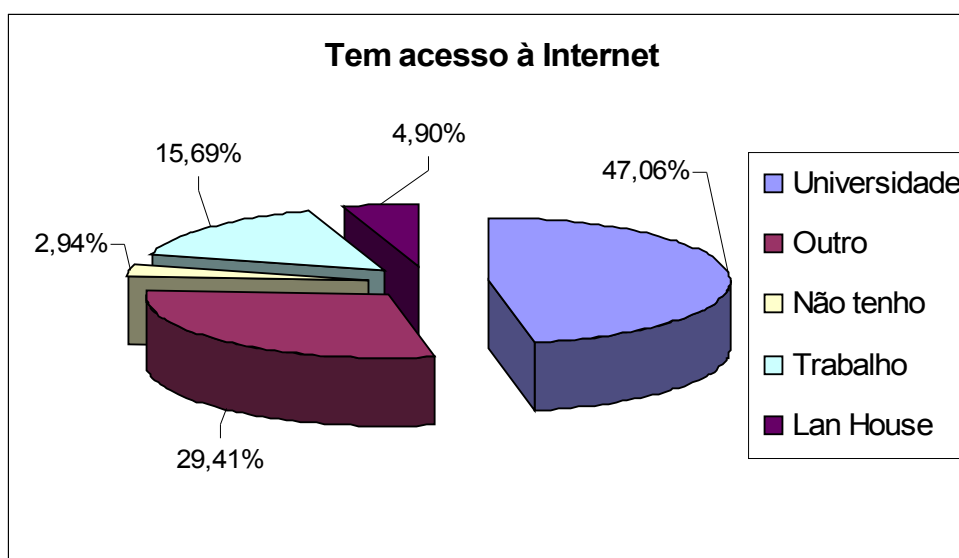 Tem acesso à Internet
4,90%
15,69%
47,06%
2,94%
29,41%
Universidade
Outro
Não tenho
Trabalho
Lan House